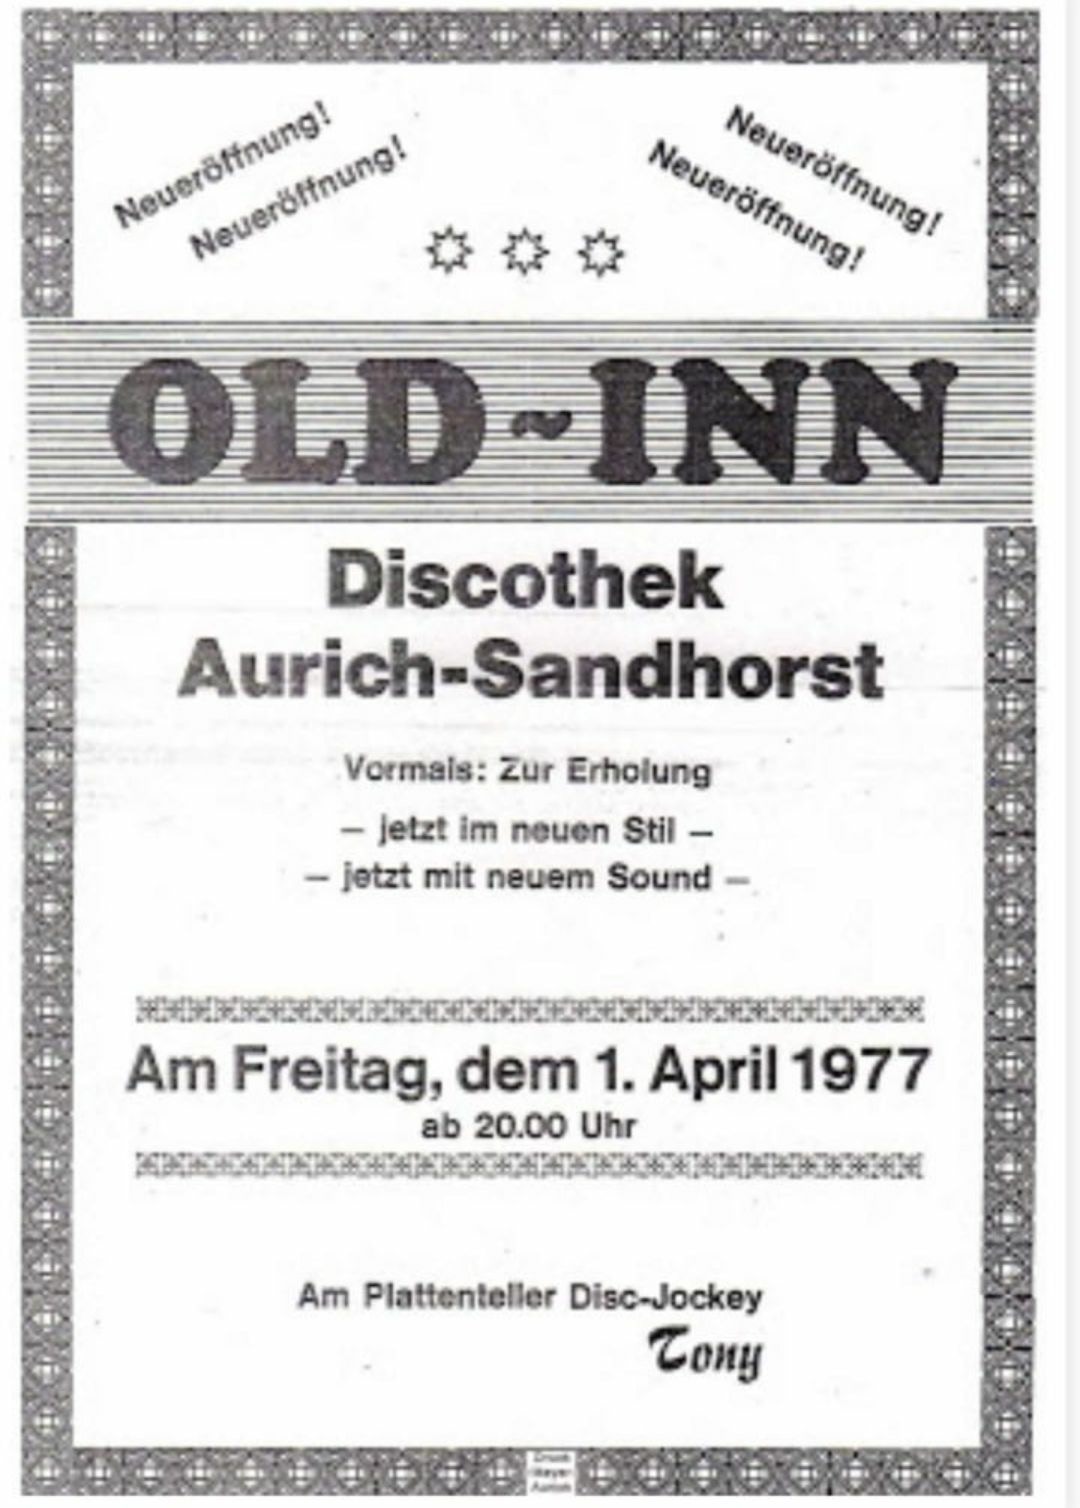 Neueröffnung!
Neueröffnung!
Neueröffnung!
Neueröffnung!
OLD~INN
Discothek
Aurich-Sandhorst
Vormals: Zur Erholung
– jetzt im neuen Stil –
– jetzt mit neuem Sound –
Am Freitag, dem 1. April 1977
ab 20.00 Uhr
Am Plattenteller Disc-Jockey
Tony